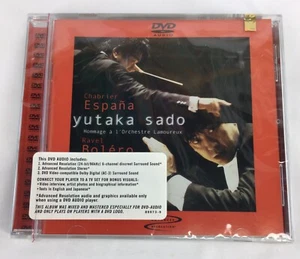 DVD
AUDIO
Chabrier
España
yutaka sado
Hommage à l'Orchestre Lamoureux
Ravel
Boléro
This DVD AUDIO includes:
1. Advanced Resolution (24-bit/96kHz) 6-channel discreet Surround Sound*
2. Advanced Resolution Stereo*
3. DVD Video-compatible Dolby Digital (AC-3) Surround Sound
CONNECT YOUR PLAYER TO A TV SET FOR BONUS VISUALS:
•Video interview, artist photos and biographical information*
•Texts in English and Japanese*
*Advanced Resolution audio and graphics available only
when using a DVD AUDIO player.
THIS ALBUM WAS MIXED AND MASTERED ESPECIALLY FOR DVD-AUDIO
AND ONLY PLAYS ON PLAYERS WITH A DVD LOGO.